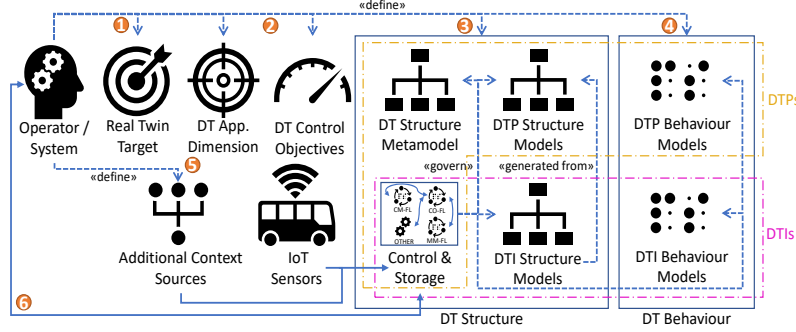 «define»
1
2
3
4
Operator /
System
Real Twin
Target
DT App.
Dimension
DT Control
Objectives
DT Structure
Metamodel
DTP Structure
Models
DTP Behaviour
Models
DTPs
«define»
5
«govern»
«generated from»
CM-FL
CO-FL
OTHER
MM-FL
Additional Context
Sources
IoT
Sensors
Control &
Storage
DTI Structure
Models
DTI Behaviour
Models
DTIs
6
DT Structure
DT Behaviour